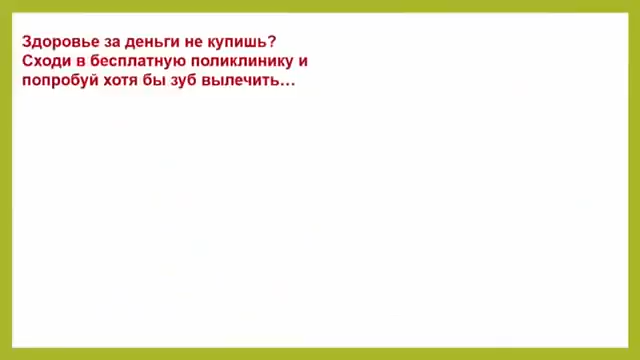 Здоровье за деньги не купишь?
Сходи в бесплатную поликлинику и
попробуй хотя бы зуб вылечить…